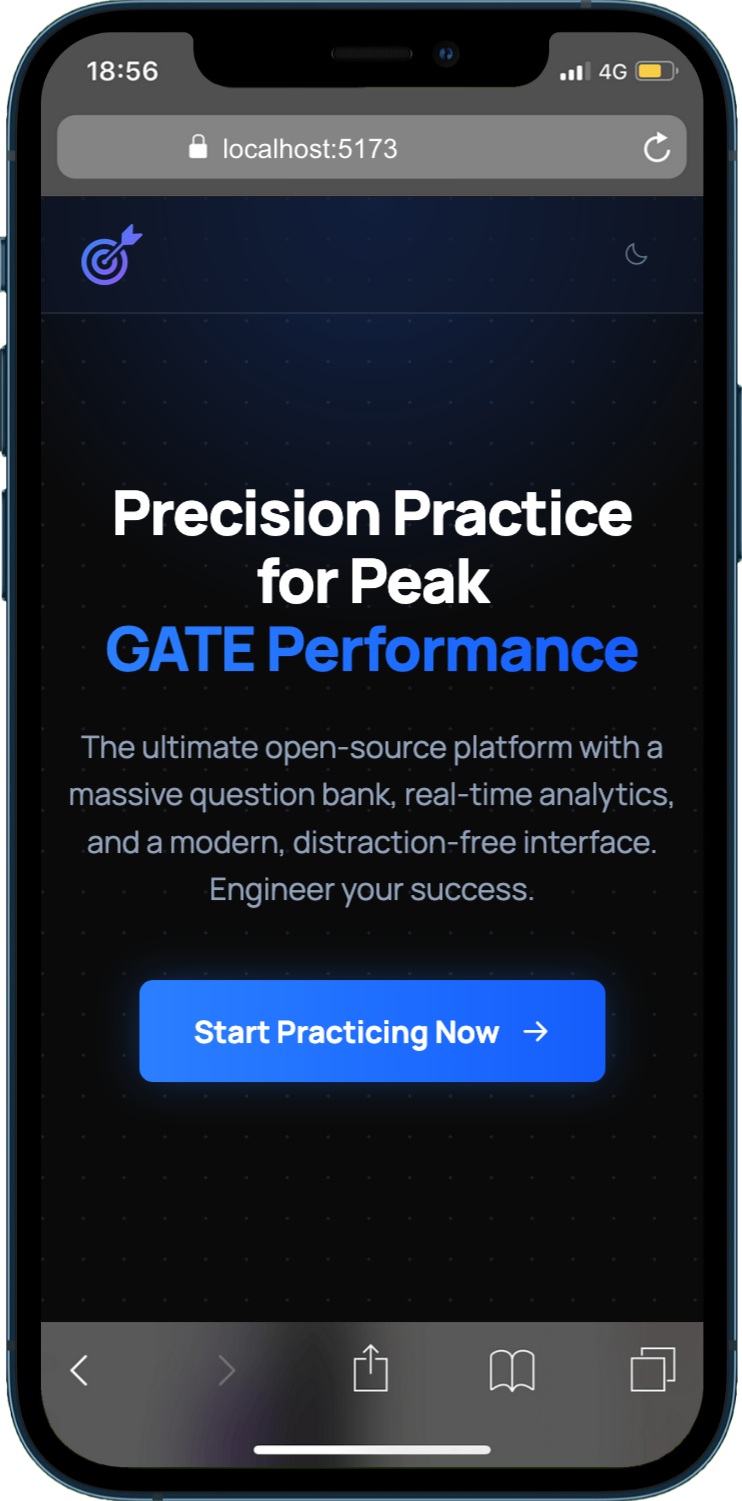 18:56
4G
localhost:5173
Precision Practice
for Peak
GATE Performance
The ultimate open-source platform with a
massive question bank, real-time analytics,
and a modern, distraction-free interface.
Engineer your success.
Start Practicing Now →